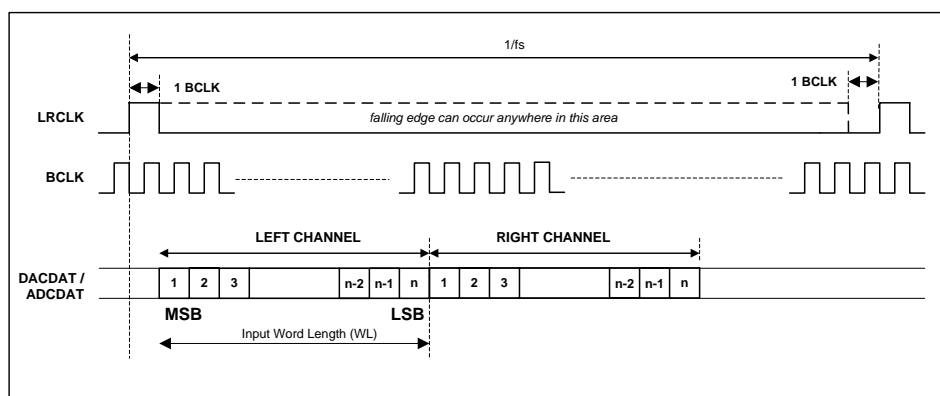 1/fs
1 BCLK
1 BCLK
LRCLK
falling edge can occur anywhere in this area
BCLK
LEFT CHANNEL
RIGHT CHANNEL
DACDAT /
ADCDAT
1 2 3 n-2 n-1 n 1 2 3 n-2 n-1 n
MSB
LSB
Input Word Length (WL)